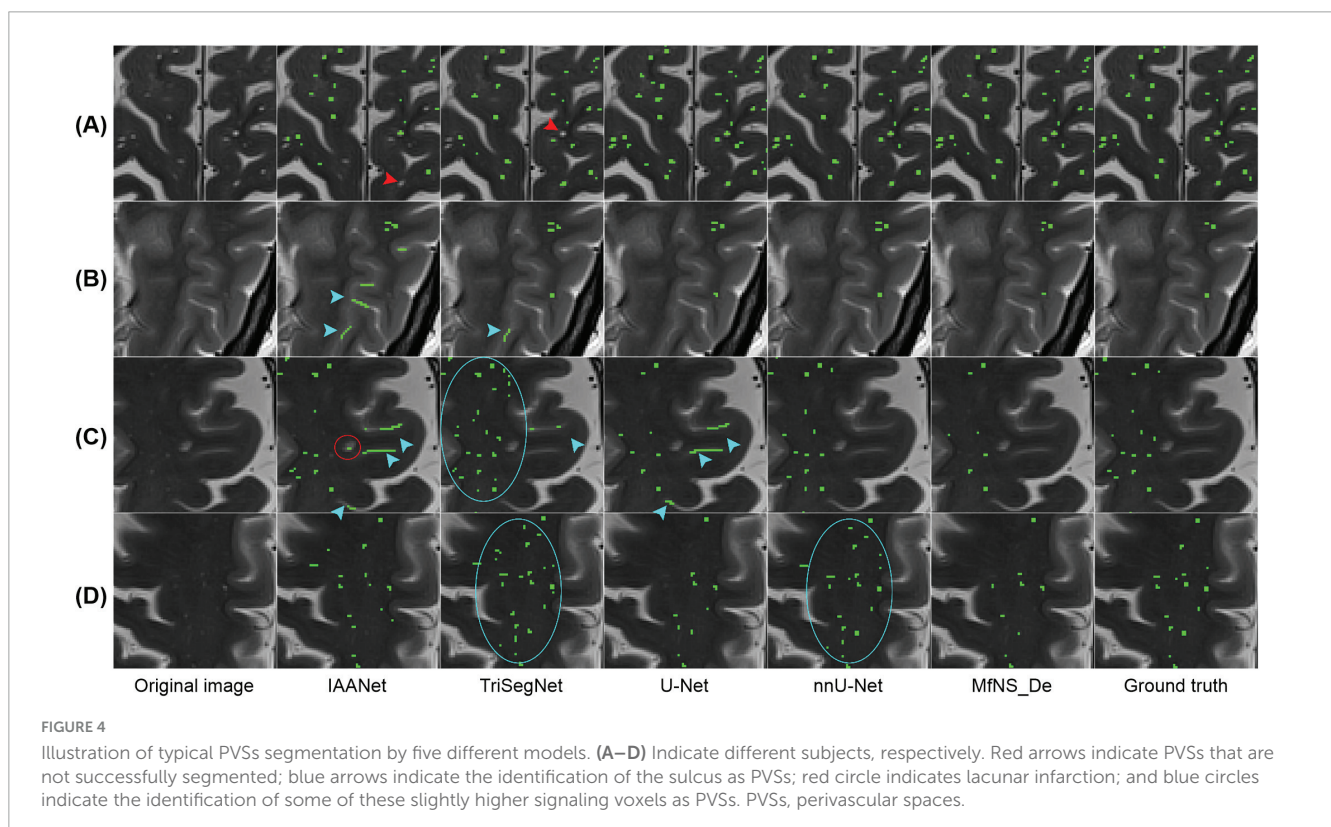 (A)
(B)
(C)
(D)
Original image IAANet TriSegNet U-Net nnU-Net MfNS_De Ground truth
FIGURE 4
Illustration of typical PVSs segmentation by five different models. (A–D) Indicate different subjects, respectively. Red arrows indicate PVSs that are
not successfully segmented; blue arrows indicate the identification of the sulcus as PVSs; red circle indicates lacunar infarction; and blue circles
indicate the identification of some of these slightly higher signaling voxels as PVSs. PVSs, perivascular spaces.